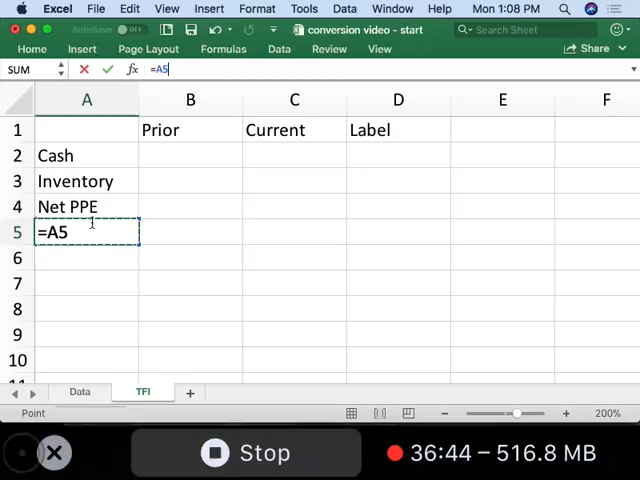 Excel File Edit View Insert Format Tools Data Window Help Mon 1:08 PM
AutoSave OFF conversion video - start Search Sheet
Home Insert Page Layout Formulas Data Review View Share
SUM fx =A5
A B C D E F
1 Prior Current Label
2 Cash
3 Inventory
4 Net PPE
5 =A5
6
7
8
9
10
11
Data TFI +
Point 200%
Stop 36:44 – 516.8 MB